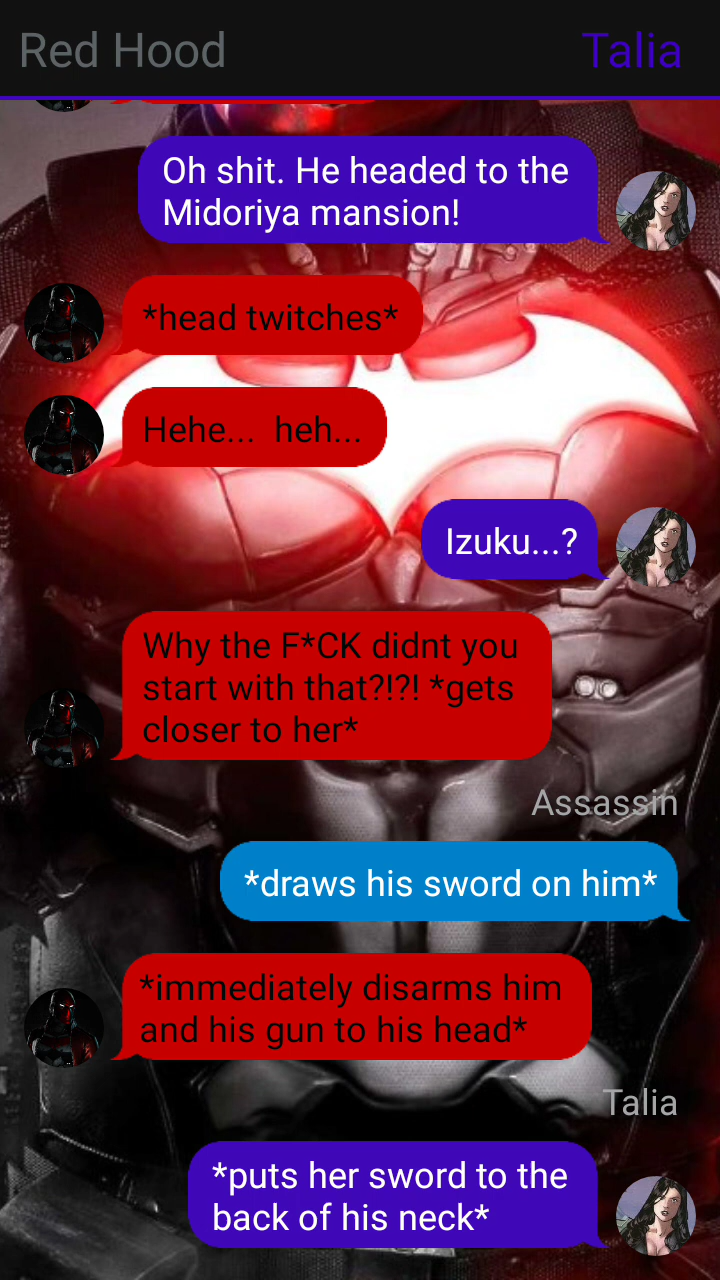 Red Hood
Talia
Oh shit. He headed to the
Midoriya mansion!
*head twitches*
Hehe...  heh...
Izuku...?
Why the F*CK didnt you
start with that?!?! *gets
closer to her*
Assassin
*draws his sword on him*
*immediately disarms him
and his gun to his head*
Talia
*puts her sword to the
back of his neck*